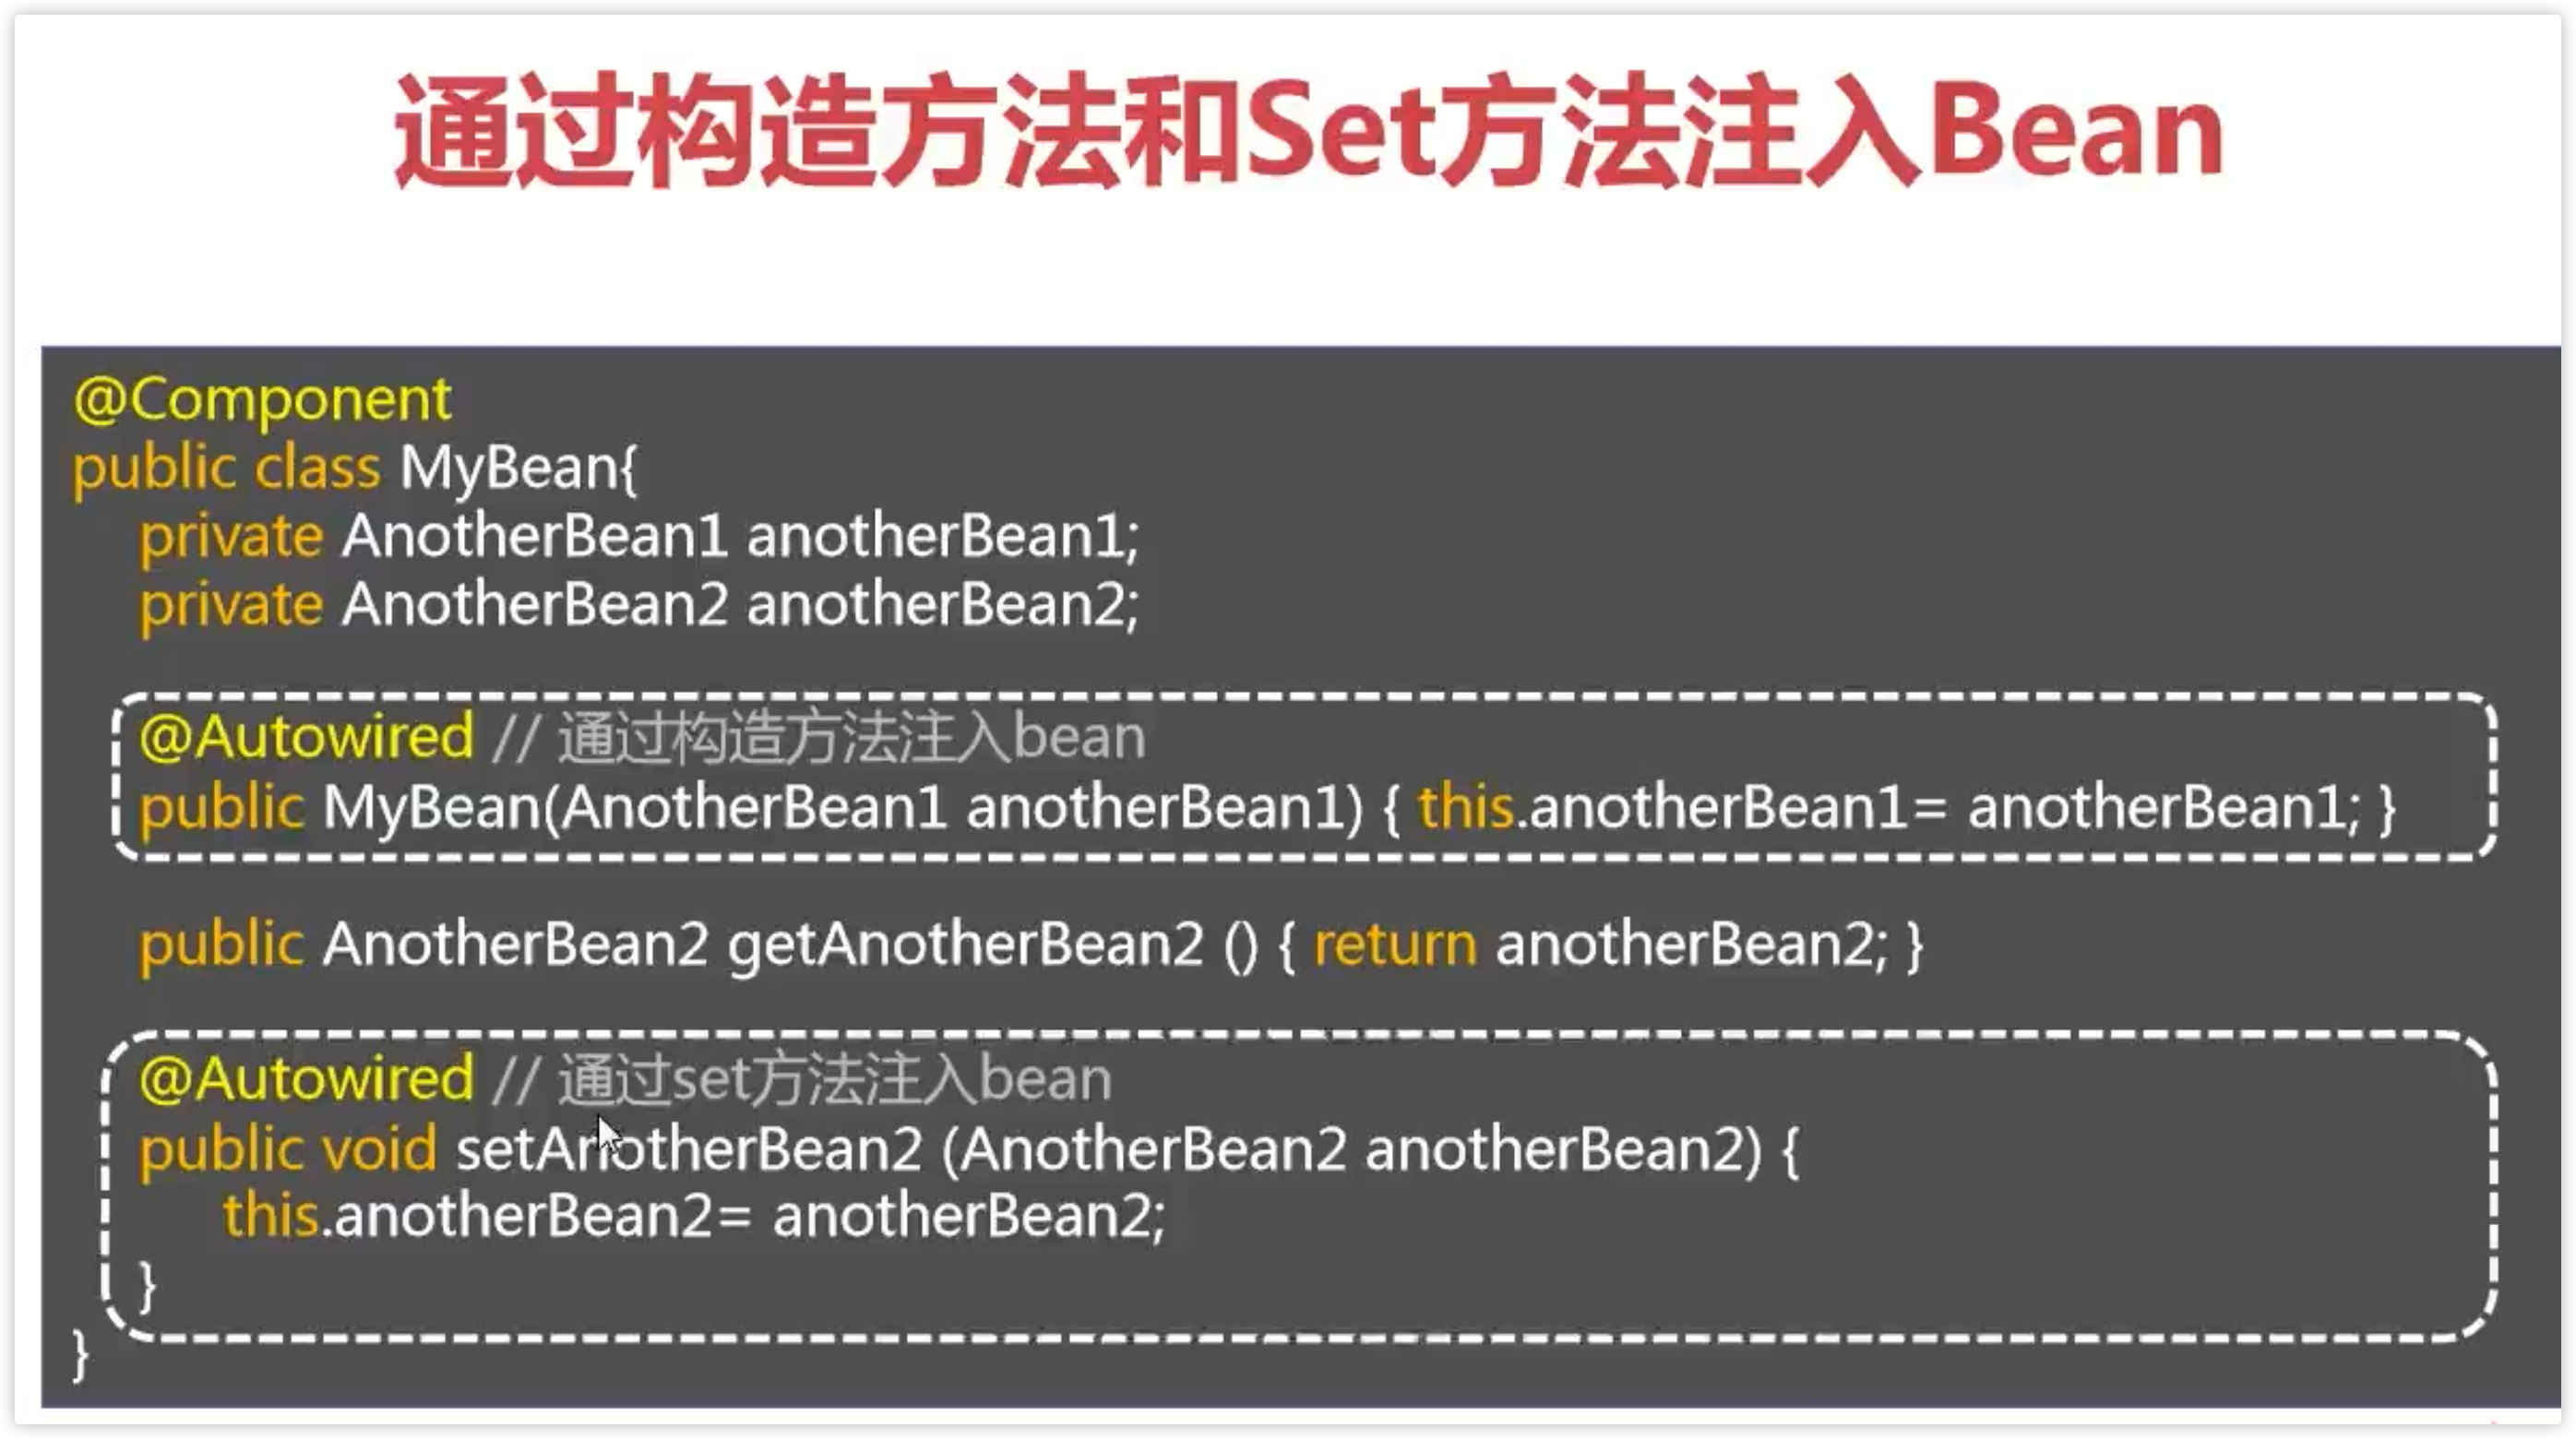 通过构造方法和Set方法注入Bean
@Component
public class MyBean{
private AnotherBean1 anotherBean1;
private AnotherBean2 anotherBean2;
@Autowired // 通过构造方法注入bean
public MyBean(AnotherBean1 anotherBean1) { this.anotherBean1= anotherBean1; }
public AnotherBean2 getAnotherBean2 () { return anotherBean2; }
@Autowired // 通过set方法注入bean
public void setAnotherBean2 (AnotherBean2 anotherBean2) {
this.anotherBean2= anotherBean2;
}
}